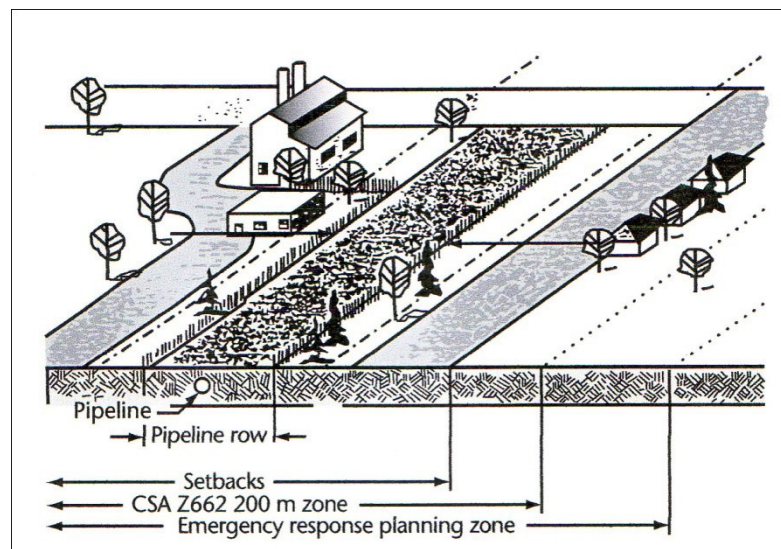 Pipeline
Pipeline row
Setbacks
CSA Z662 200 m zone
Emergency response planning zone